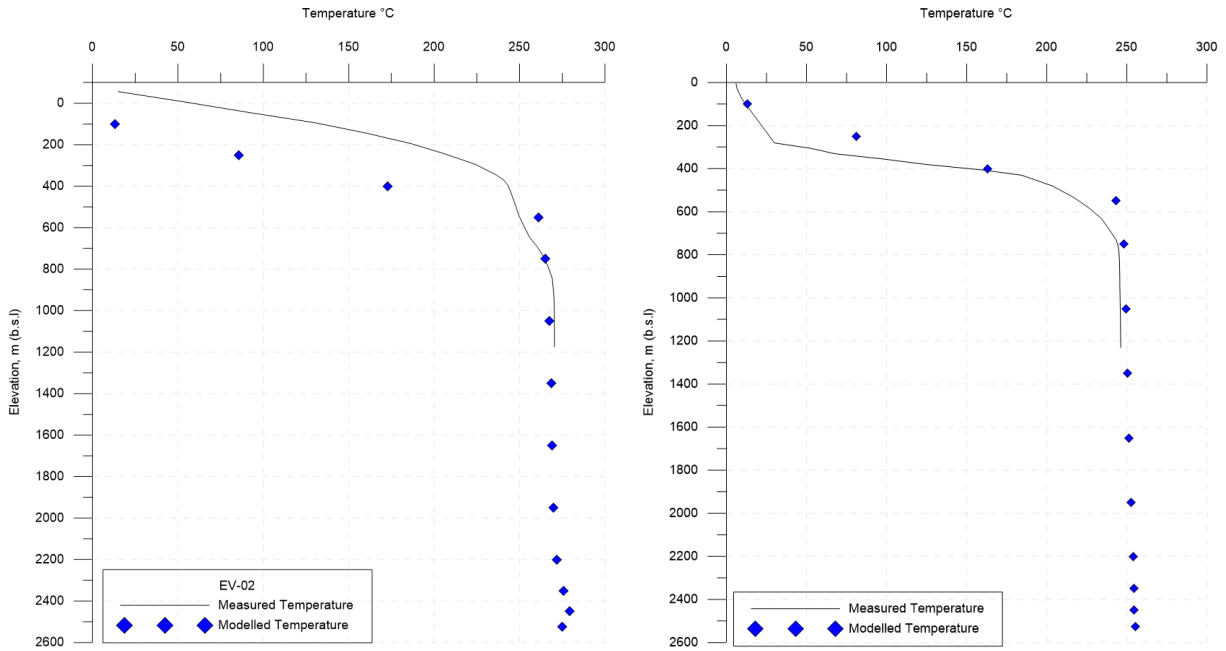 Temperature °C
0 50 100 150 200 250 300
0
200
400
600
800
1000
1200
1400
1600
1800
2000
2200
2400
2600
Elevation, m (b.s.l)
EV-02
Measured Temperature
Modelled Temperature
Temperature °C
0 50 100 150 200 250 300
0
200
400
600
800
1000
1200
1400
1600
1800
2000
2200
2400
2600
Elevation, m (b.s.l)
Measured Temperature
Modelled Temperature